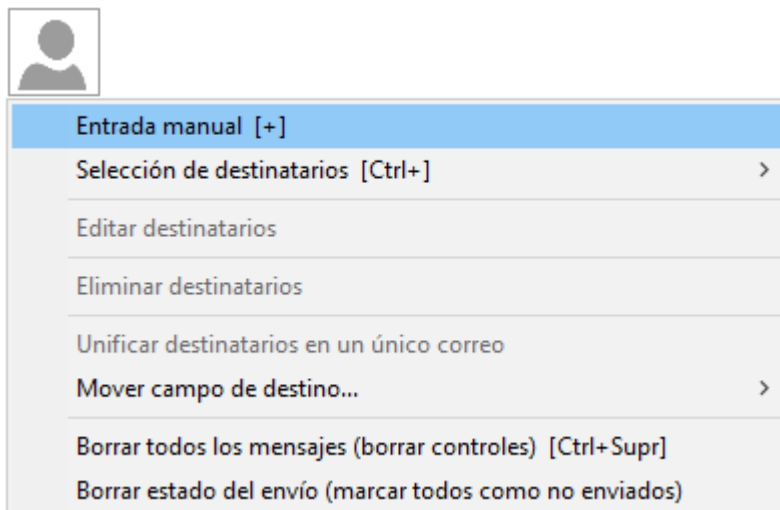 Entrada manual  [+]
Selección de destinatarios  [Ctrl+]
Editar destinatarios
Eliminar destinatarios
Unificar destinatarios en un único correo
Mover campo de destino...
Borrar todos los mensajes (borrar controles)  [Ctrl+Supr]
Borrar estado del envío (marcar todos como no enviados)